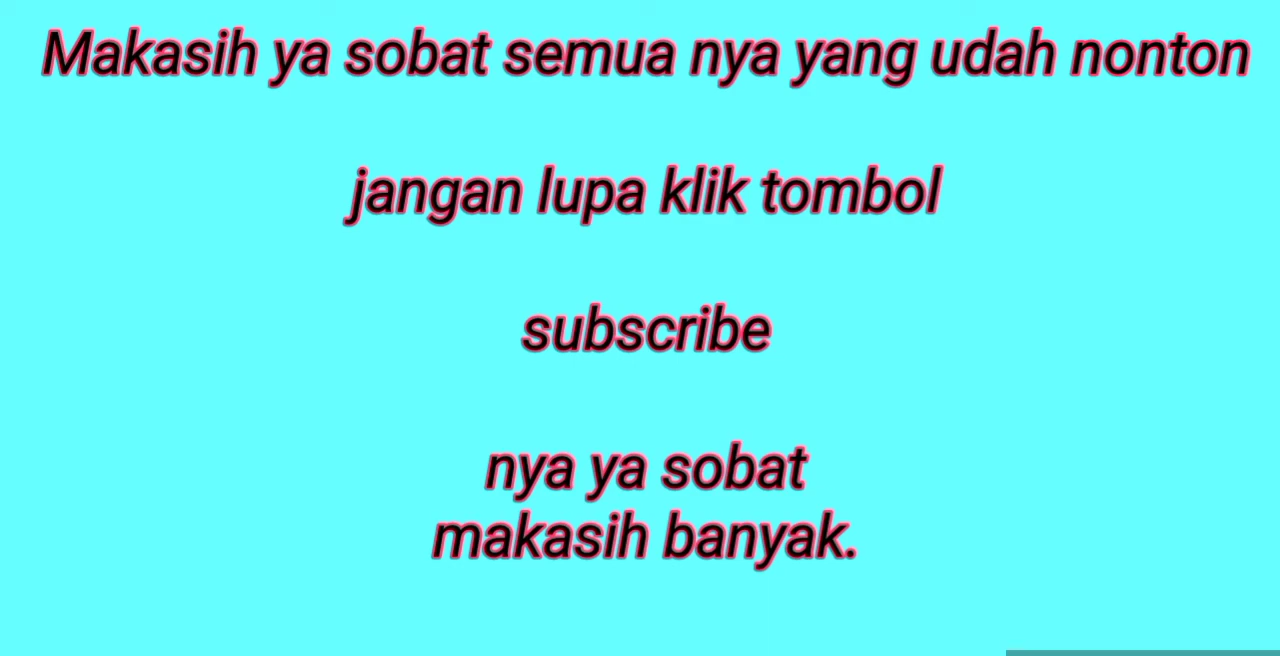 Makasih ya sobat semua nya yang udah nonton
jangan lupa klik tombol
subscribe
nya ya sobat
makasih banyak.